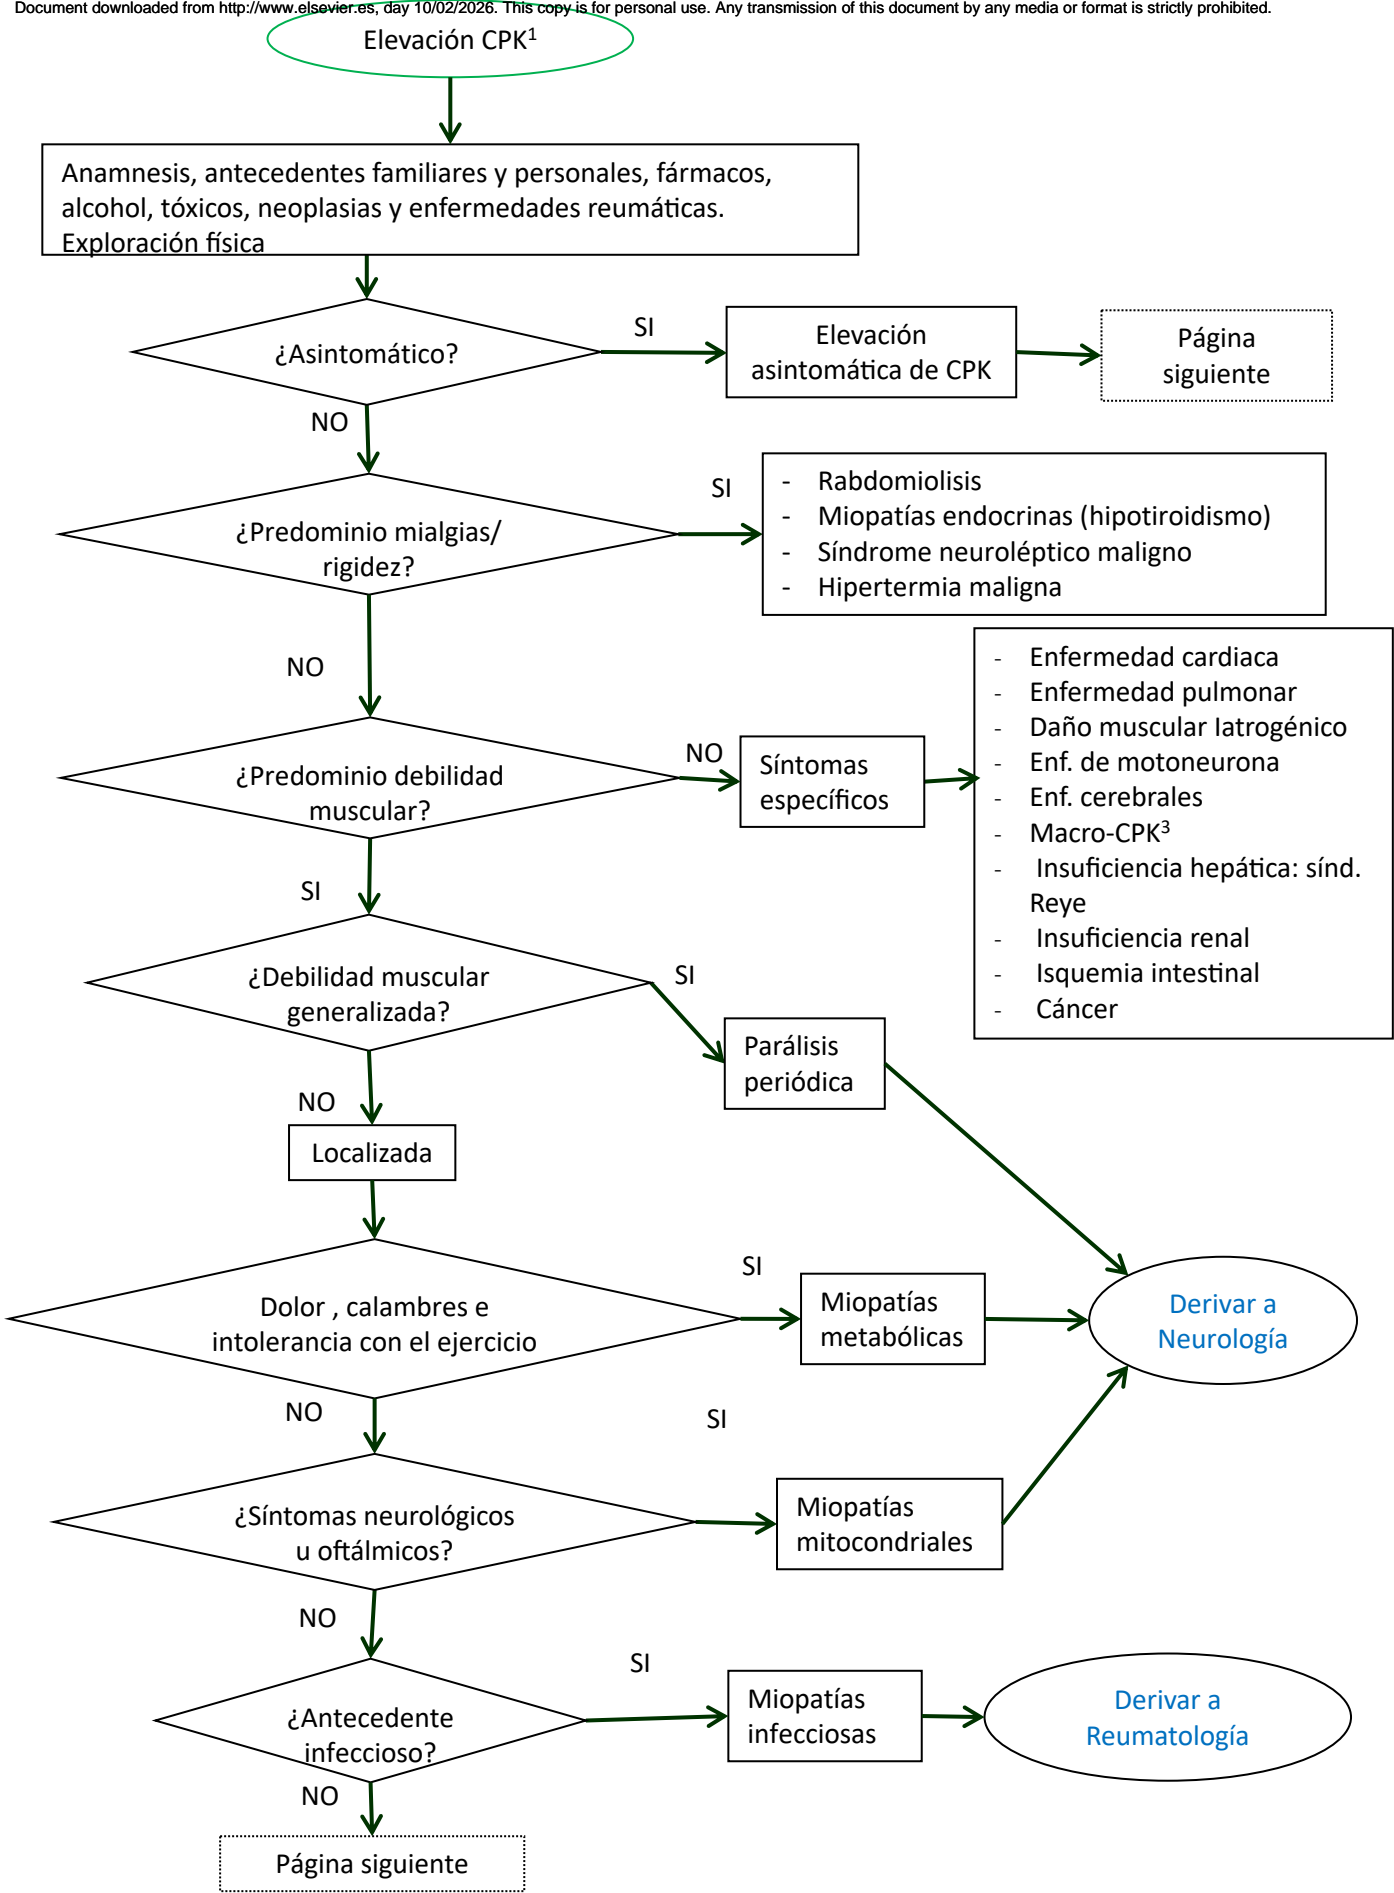 Document downloaded from http://www.elsevier.es, day 10/02/2026. This copy is for personal use. Any transmission of this document by any media or format is strictly prohibited.
Elevación CPK¹
Anamnesis, antecedentes familiares y personales, fármacos,
alcohol, tóxicos, neoplasias y enfermedades reumáticas.
Exploración física
¿Asintomático?
SI
Elevación
asintomática de CPK
Página
siguiente
NO
¿Predominio mialgias/
rigidez?
SI
- Rabdomiolisis
- Miopatías endocrinas (hipotiroidismo)
- Síndrome neuroléptico maligno
- Hipertermia maligna
NO
¿Predominio debilidad
muscular?
NO
Síntomas
específicos
- Enfermedad cardiaca
- Enfermedad pulmonar
- Daño muscular Iatrogénico
- Enf. de motoneurona
- Enf. cerebrales
- Macro-CPK³
- Insuficiencia hepática: sínd.
Reye
- Insuficiencia renal
- Isquemia intestinal
- Cáncer
SI
¿Debilidad muscular
generalizada?
SI
Parálisis
periódica
NO
Localizada
Dolor , calambres e
intolerancia con el ejercicio
SI
Miopatías
metabólicas
Derivar a
Neurología
NO
¿Síntomas neurológicos
u oftálmicos?
SI
Miopatías
mitocondriales
NO
¿Antecedente
infeccioso?
SI
Miopatías
infecciosas
Derivar a
Reumatología
NO
Página siguiente